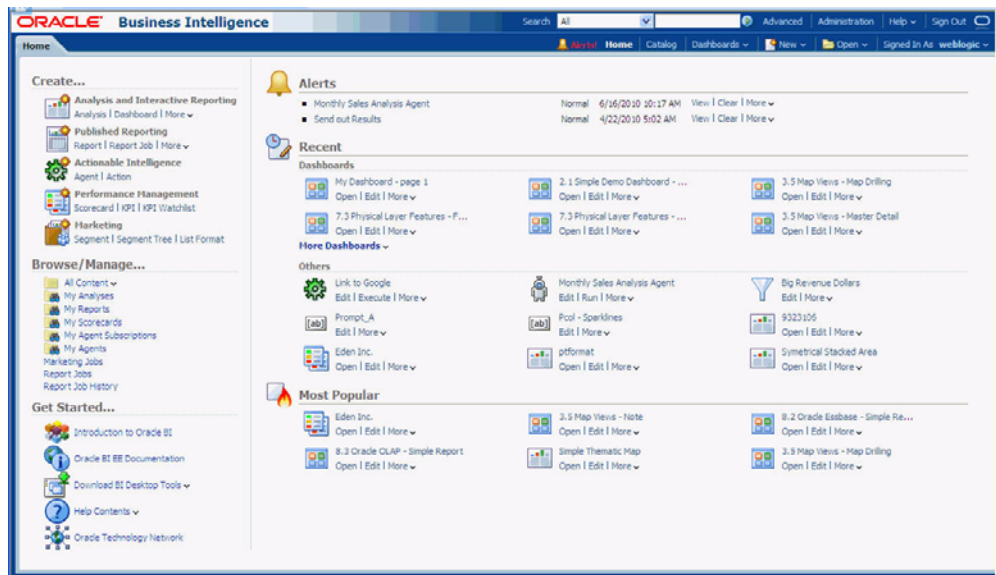 ORACLE Business Intelligence
Search All Advanced Administration Help Sign Out
Home
Alerts! Home Catalog Dashboards New Open Signed In As weblogic
Create...
Analysis and Interactive Reporting
Analysis | Dashboard | More
Published Reporting
Report | Report Job | More
Actionable Intelligence
Agent | Action
Performance Management
Scorecard | KPI | KPI Watchlist
Marketing
Segment | Segment Tree | List Format
Browse/Manage...
All Content
My Analyses
My Reports
My Scorecards
My Agent Subscriptions
My Agents
Marketing Jobs
Report Jobs
Report Job History
Get Started...
Introduction to Oracle BI
Oracle BI EE Documentation
Download BI Desktop Tools
Help Contents
Oracle Technology Network
Alerts
Monthly Sales Analysis Agent Normal 6/16/2010 10:17 AM View | Clear | More
Send out Results Normal 4/22/2010 5:02 AM View | Clear | More
Recent
Dashboards
My Dashboard - page 1
Open | Edit | More
2.1 Simple Demo Dashboard - ...
Open | Edit | More
3.5 Map Views - Map Drilling
Open | Edit | More
7.3 Physical Layer Features - F...
Open | Edit | More
7.3 Physical Layer Features - ...
Open | Edit | More
3.5 Map Views - Master Detail
Open | Edit | More
More Dashboards
Others
Link to Google
Edit | Execute | More
Monthly Sales Analysis Agent
Edit | Run | More
Big Revenue Dollars
Edit | More
[ab] Prompt_A
Edit | More
[ab] Pcol - Sparklines
Edit | More
9323106
Open | Edit | More
Eden Inc.
Open | Edit | More
ptformat
Open | Edit | More
Symetrical Stacked Area
Open | Edit | More
Most Popular
Eden Inc.
Open | Edit | More
3.5 Map Views - Note
Open | Edit | More
8.2 Oracle Essbase - Simple Re...
Open | Edit | More
8.3 Oracle OLAP - Simple Report
Open | Edit | More
Simple Thematic Map
Open | Edit | More
3.5 Map Views - Map Drilling
Open | Edit | More